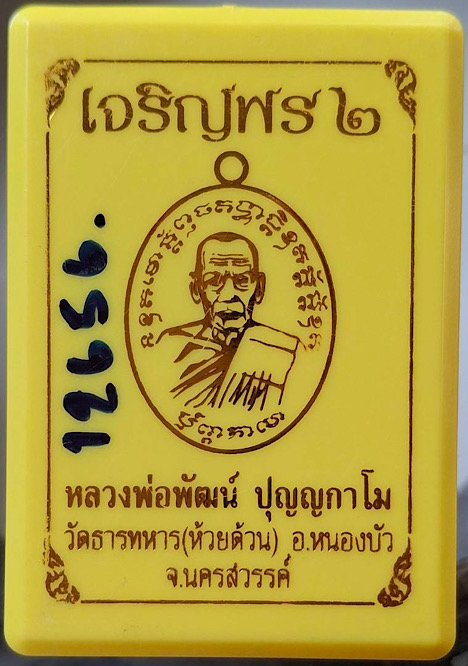 เจริญพร ๒
1265 6.
หลวงพ่อพัฒน์ ปุญญกาโม
วัดธารทหาร(ห้วยด้วน) อ.หนองบัว
จ.นครสวรรค์